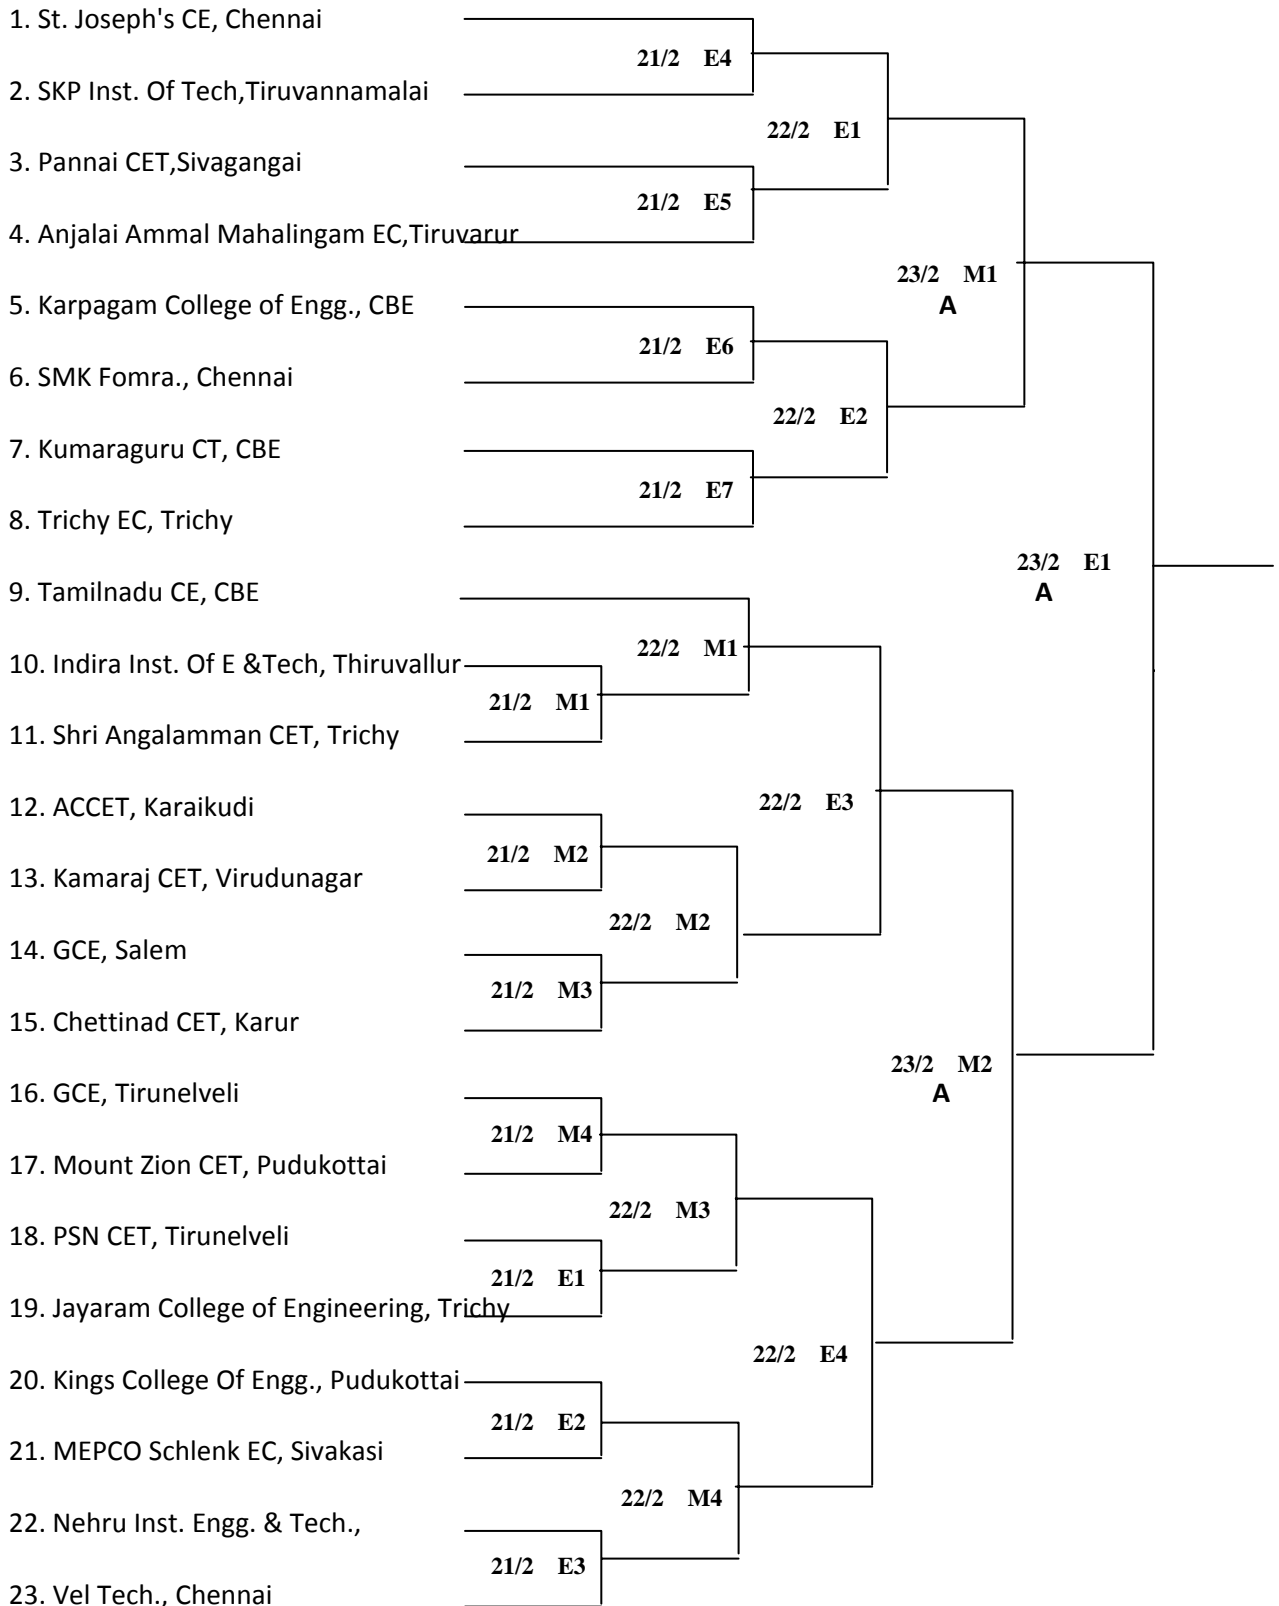 1. St. Joseph's CE, Chennai
21/2 E4
2. SKP Inst. Of Tech,Tiruvannamalai
22/2 E1
3. Pannai CET,Sivagangai
21/2 E5
4. Anjalai Ammal Mahalingam EC,Tiruvarur
23/2 M1
A
5. Karpagam College of Engg., CBE
21/2 E6
6. SMK Fomra., Chennai
22/2 E2
7. Kumaraguru CT, CBE
21/2 E7
8. Trichy EC, Trichy
23/2 E1
A
9. Tamilnadu CE, CBE
22/2 M1
10. Indira Inst. Of E &Tech, Thiruvallur
21/2 M1
11. Shri Angalamman CET, Trichy
22/2 E3
12. ACCET, Karaikudi
21/2 M2
13. Kamaraj CET, Virudunagar
22/2 M2
14. GCE, Salem
21/2 M3
15. Chettinad CET, Karur
23/2 M2
A
16. GCE, Tirunelveli
21/2 M4
17. Mount Zion CET, Pudukottai
22/2 M3
18. PSN CET, Tirunelveli
21/2 E1
19. Jayaram College of Engineering, Trichy
22/2 E4
20. Kings College Of Engg., Pudukottai
21/2 E2
21. MEPCO Schlenk EC, Sivakasi
22/2 M4
22. Nehru Inst. Engg. & Tech.,
21/2 E3
23. Vel Tech., Chennai